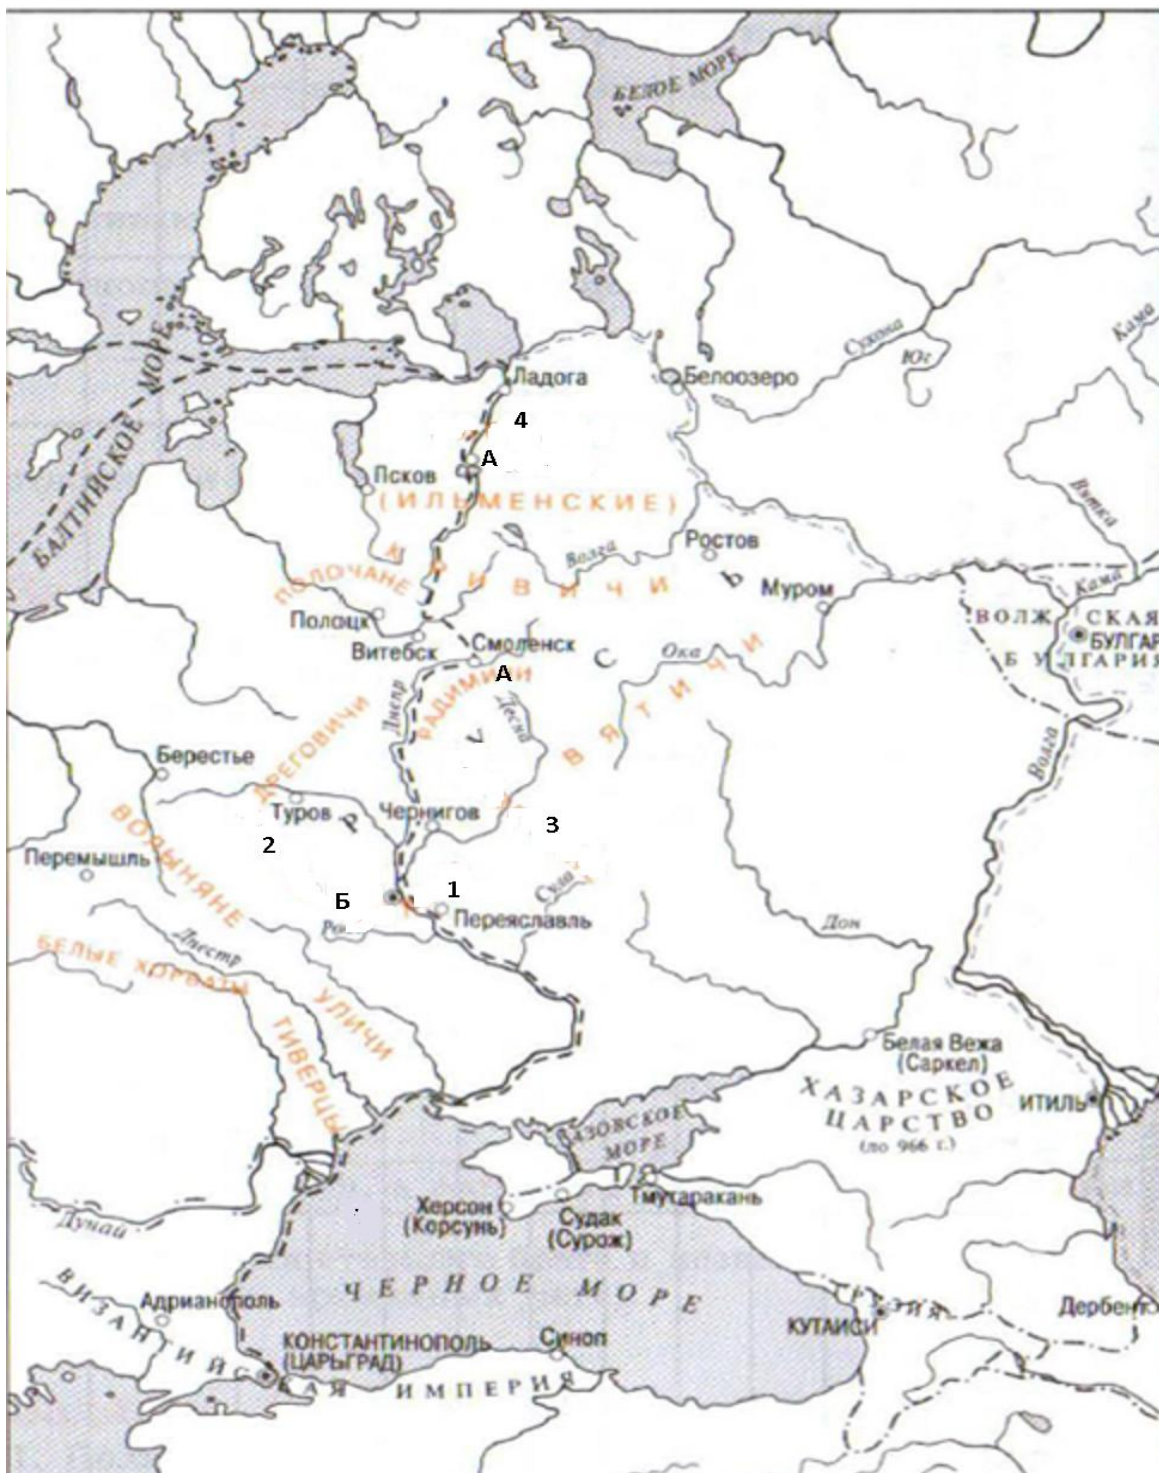 БЕЛОЕ МОРЕ
Сухона
Юг
Кама
Ладога
Белоозеро
4
А
Псков
(ИЛЬМЕНСКИЕ)
БАЛТИЙСКОЕ МОРЕ
Вятка
Волга
Ростов
КРИВИЧИ
ПОЛОЧАНЕ
Муром
Кама
ВОЛЖСКАЯ
БУЛГАР
БУЛГАРИЯ
Полоцк
Витебск
Смоленск
Ока
А
РАДИМИЧИ
Днепр
Десна
ВЯТИЧИ
РУСЬ
ДРЕГОВИЧИ
Волга
Берестье
Туров
Чернигов
3
2
ВОЛЫНЯНЕ
Перемышль
Б
1
Сула
Переяславль
Дон
Днестр
БЕЛЫЕ ХОРВАТЫ
УЛИЧИ
ТИВЕРЦЫ
Белая Вежа
(Саркел)
ХАЗАРСКОЕ
ЦАРСТВО
(до 966 г.)
ИТИЛЬ
АЗОВСКОЕ
МОРЕ
Тмутаракань
Херсон
(Корсунь)
Судак
(Сурож)
Дунай
ЧЕРНОЕ МОРЕ
Адрианополь
ВИЗАНТИЙСКАЯ ИМПЕРИЯ
КОНСТАНТИНОПОЛЬ
(ЦАРЬГРАД)
Синоп
КУТАИСИ
Дербент